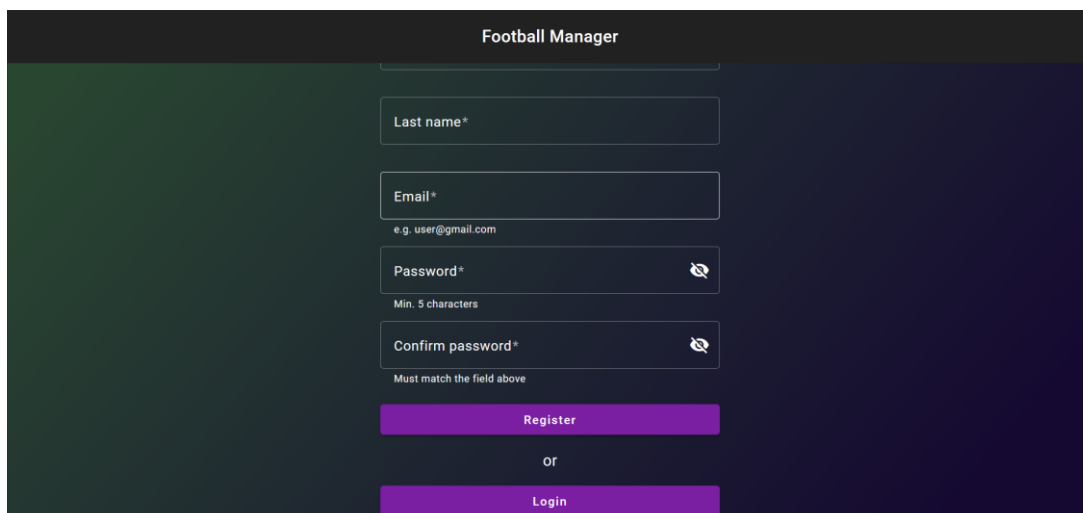 Football Manager
Last name*
Email*
e.g. user@gmail.com
Password*
Min. 5 characters
Confirm password*
Must match the field above
Register
or
Login